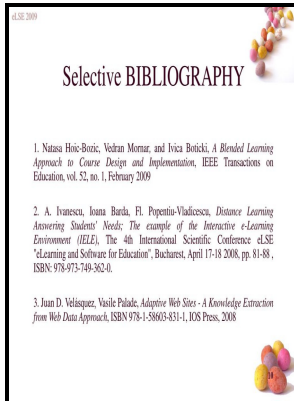 eLSE 2009
Selective BIBLIOGRAPHY
1. Natasa Hoic-Bozic, Vedran Mornar, and Ivica Boticki, A Blended Learning
Approach to Course Design and Implementation, IEEE Transactions on
Education, vol. 52, no. 1, February 2009
2. A. Ivanescu, Ioana Barda, Fl. Popentiu-Vladicescu, Distance Learning
Answering Students' Needs; The example of the Interactive e-Learning
Environment (IELE), The 4th International Scientific Conference eLSE
"eLearning and Software for Education", Bucharest, April 17-18 2008, pp. 81-88 ,
ISBN: 978-973-749-362-0.
3. Juan D. Velásquez, Vasile Palade, Adaptive Web Sites - A Knowledge Extraction
from Web Data Approach, ISBN 978-1-58603-831-1, IOS Press, 2008